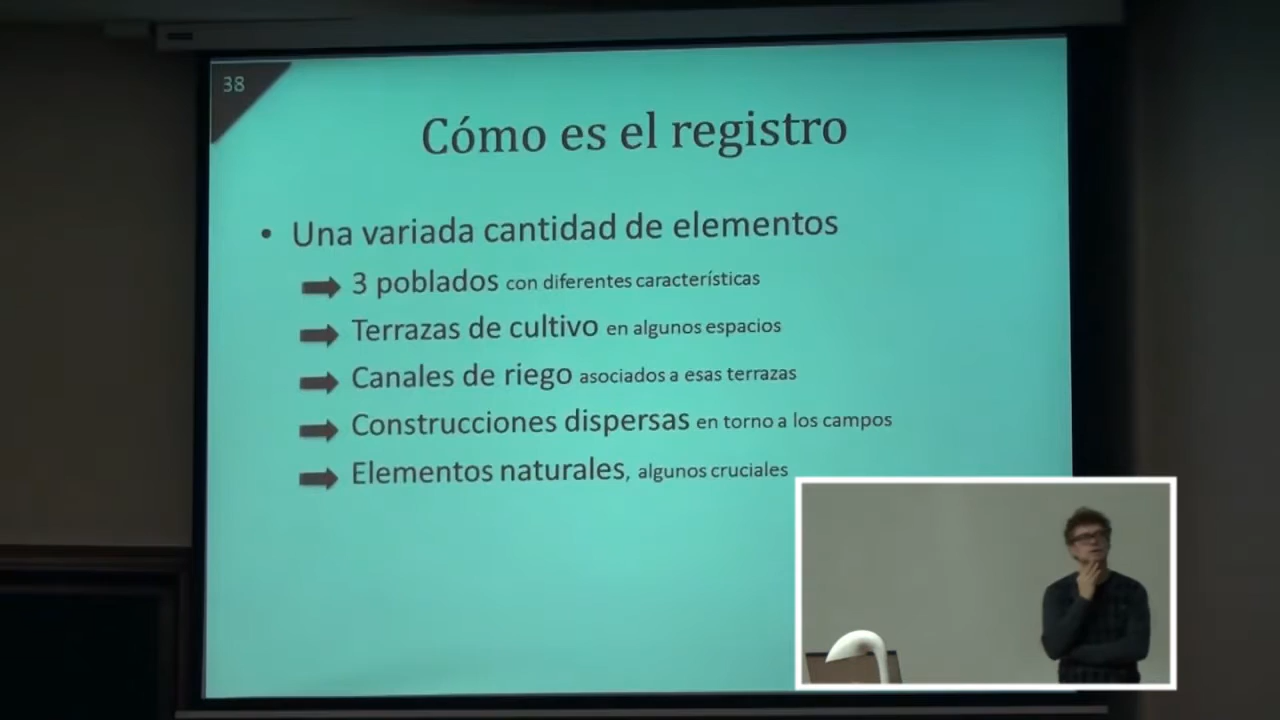 38
Cómo es el registro
• Una variada cantidad de elementos
3 poblados con diferentes características
Terrazas de cultivo en algunos espacios
Canales de riego asociados a esas terrazas
Construcciones dispersas en torno a los campos
Elementos naturales, algunos cruciales